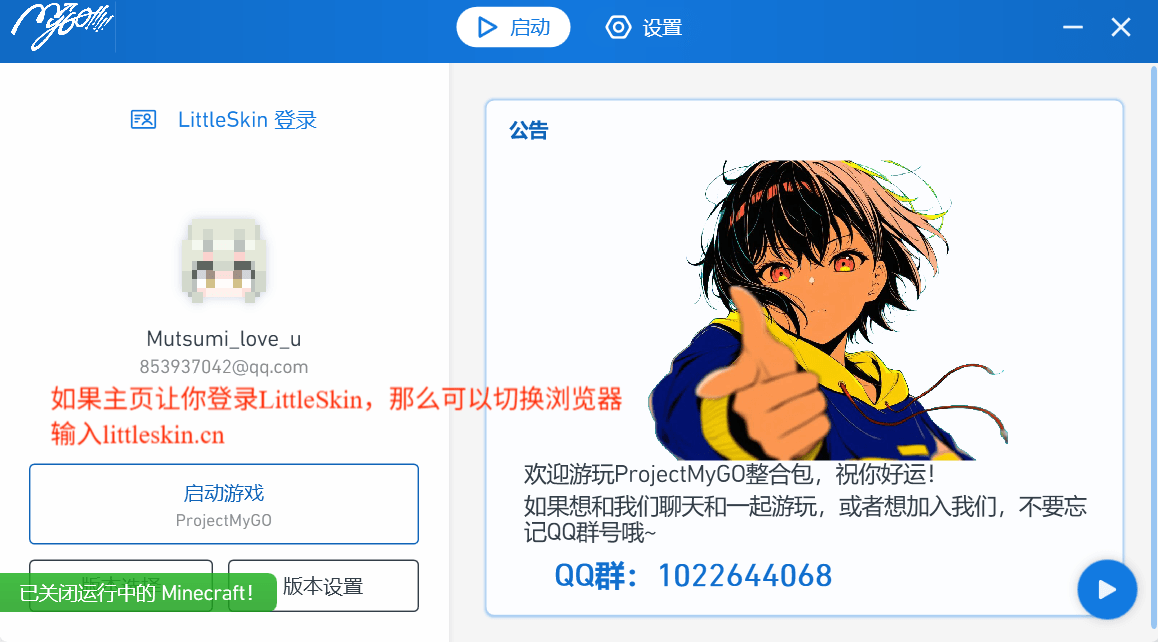 MyGO!!!!!
启动
设置
LittleSkin 登录
Mutsumi_love_u
853937042@qq.com
如果主页让你登录LittleSkin，那么可以切换浏览器
输入littleskin.cn
启动游戏
ProjectMyGO
版本选择
版本设置
已关闭运行中的 Minecraft！
公告
欢迎游玩ProjectMyGO整合包，祝你好运！
如果想和我们聊天和一起游玩，或者想加入我们，不要忘
记QQ群号哦~
QQ群：1022644068